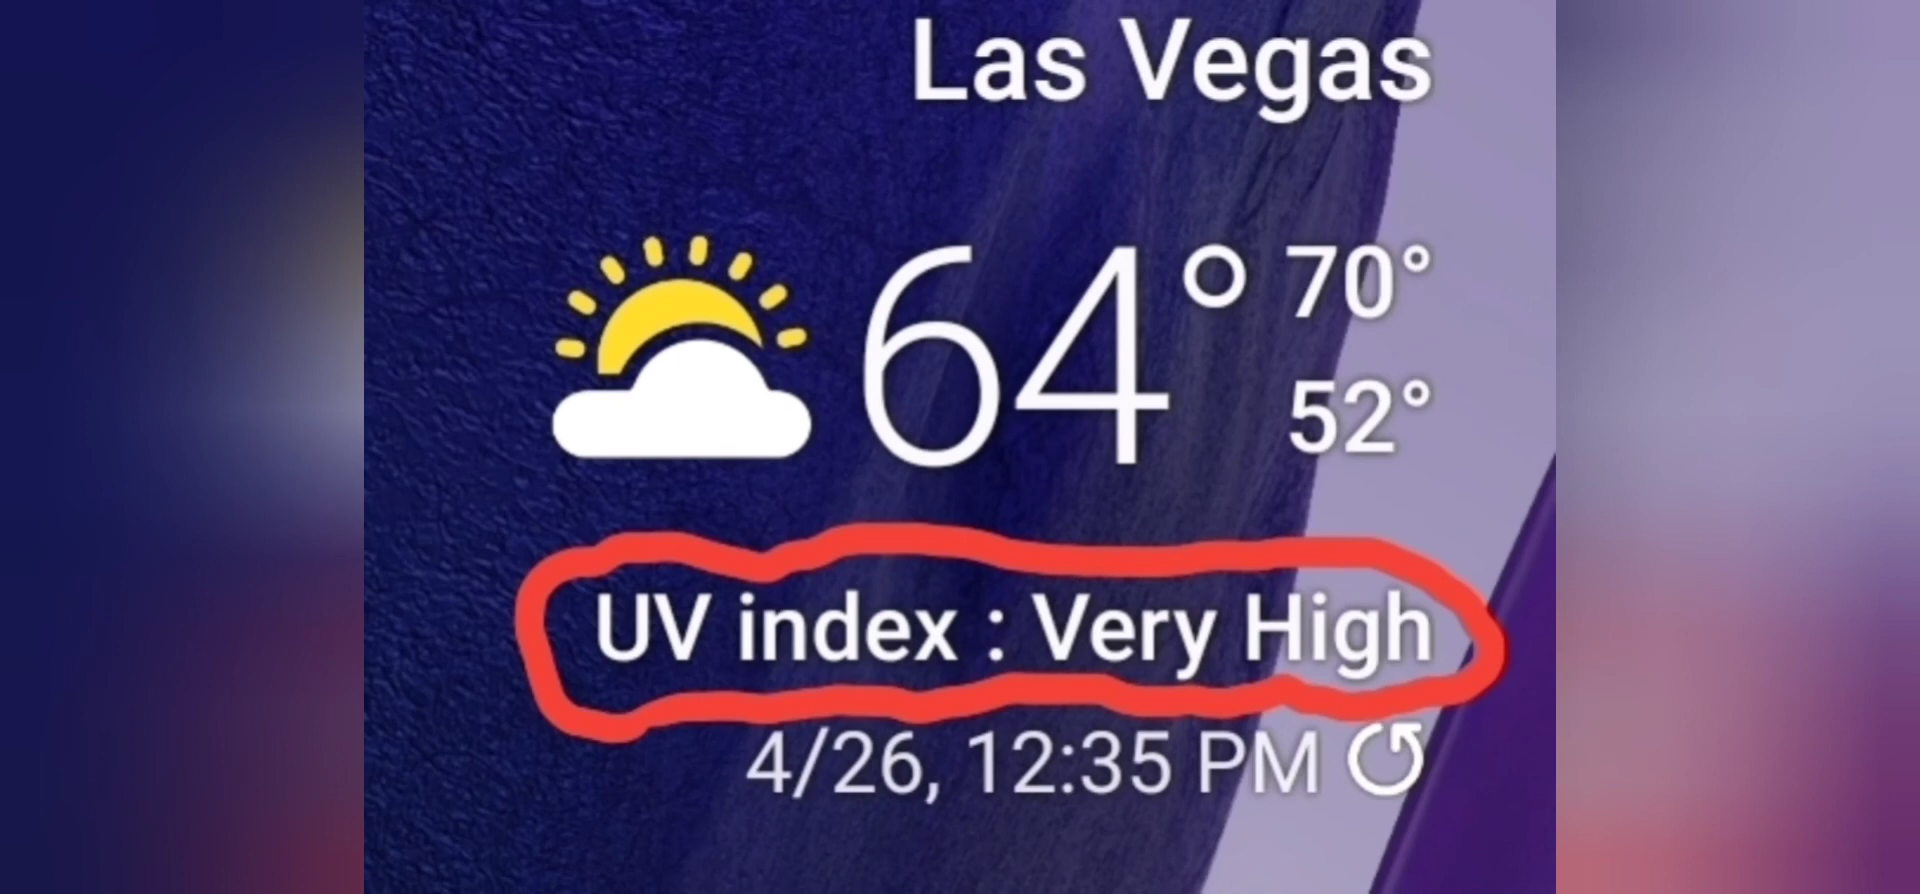 Las Vegas
64° 70°
52°
UV index : Very High
4/26, 12:35 PM